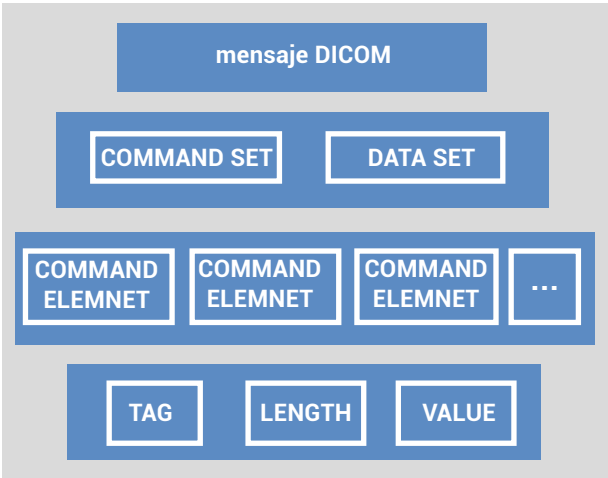 mensaje DICOM
COMMAND SET DATA SET
COMMAND COMMAND COMMAND
ELEMNET ELEMNET ELEMNET ...
TAG LENGTH VALUE